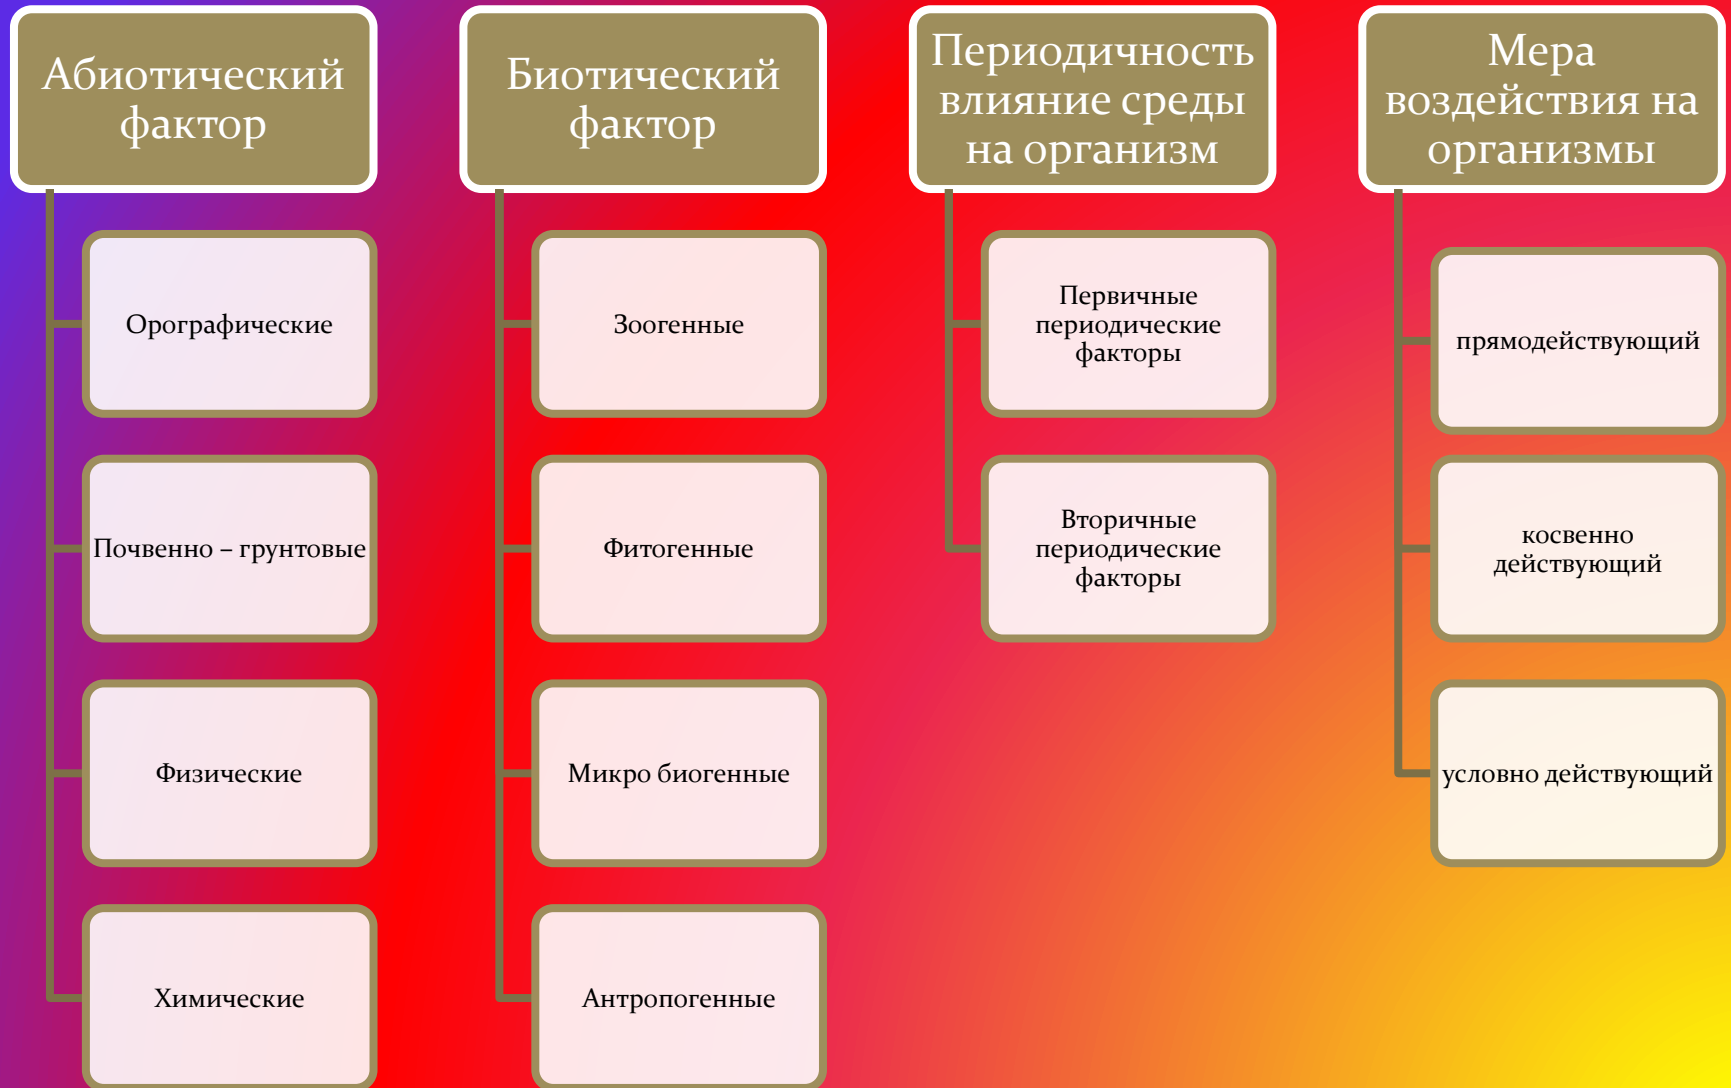 Абиотический
фактор
Орографические
Почвенно – грунтовые
Физические
Химические
Биотический
фактор
Зоогенные
Фитогенные
Микро биогенные
Антропогенные
Периодичность
влияние среды
на организм
Первичные
периодические
факторы
Вторичные
периодические
факторы
Мера
воздействия на
организмы
прямодействующий
косвенно
действующий
условно действующий